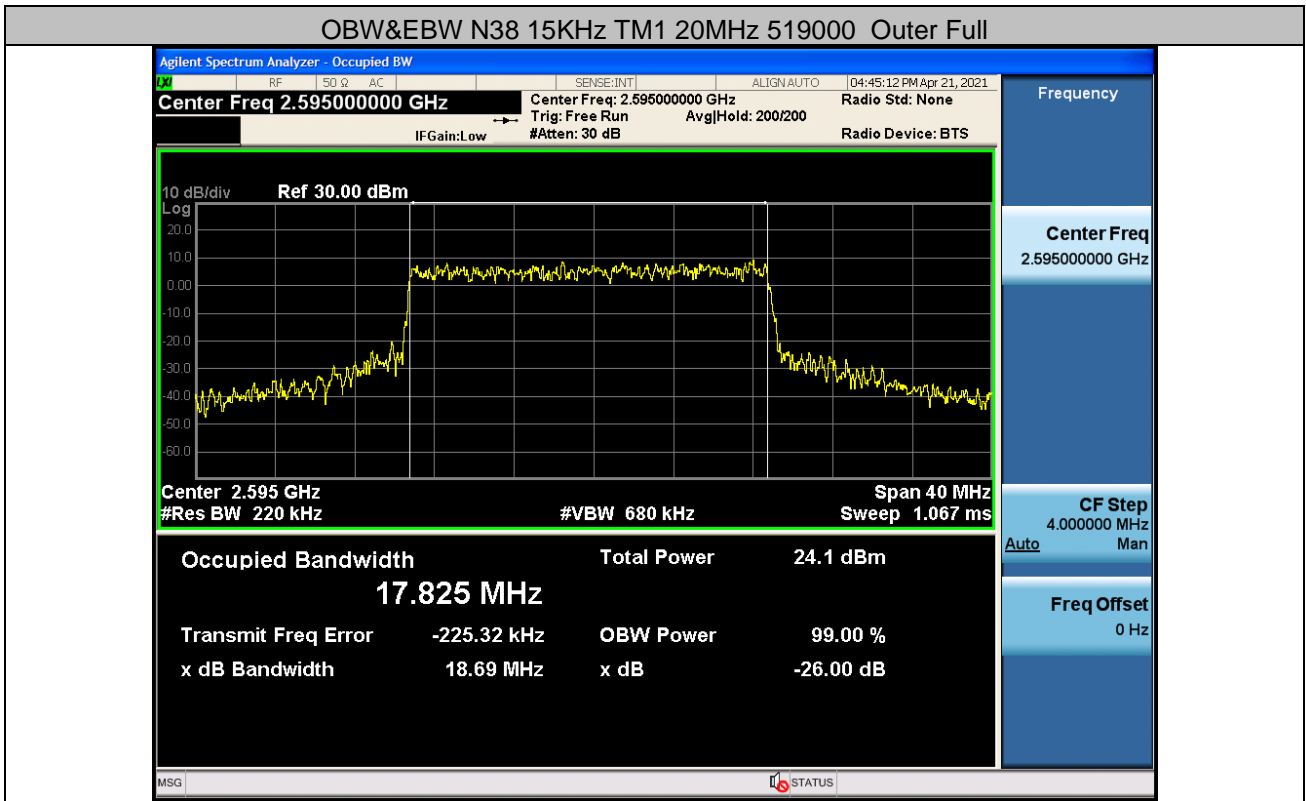 OBW&EBW N38 15KHz TM1 20MHz 519000 Outer Full
Agilent Spectrum Analyzer - Occupied BW
LXI RF 50 Ω AC SENSE:INT ALIGN AUTO 04:45:12 PM Apr 21, 2021
Center Freq 2.595000000 GHz
Center Freq: 2.595000000 GHz
Radio Std: None
Trig: Free Run Avg|Hold: 200/200
IFGain:Low
#Atten: 30 dB
Radio Device: BTS
10 dB/div Ref 30.00 dBm
Log
20.0
10.0
0.00
-10.0
-20.0
-30.0
-40.0
-50.0
-60.0
Center 2.595 GHz Span 40 MHz
#Res BW 220 kHz #VBW 680 kHz Sweep 1.067 ms
Occupied Bandwidth Total Power 24.1 dBm
17.825 MHz
Transmit Freq Error -225.32 kHz OBW Power 99.00 %
x dB Bandwidth 18.69 MHz x dB -26.00 dB
Frequency
Center Freq
2.595000000 GHz
CF Step
4.000000 MHz
Auto Man
Freq Offset
0 Hz
MSG STATUS